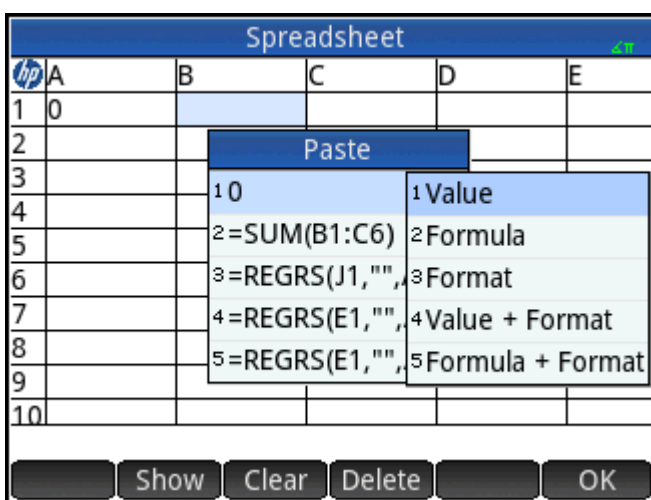 Spreadsheet
∡π
hp A B C D E
1 0
2
3
4
5
6
7
8
9
10
Paste
1 0
2 =SUM(B1:C6)
3 =REGRS(J1,"",
4 =REGRS(E1,"",
5 =REGRS(E1,"",
1 Value
2 Formula
3 Format
4 Value + Format
5 Formula + Format
Show Clear Delete OK